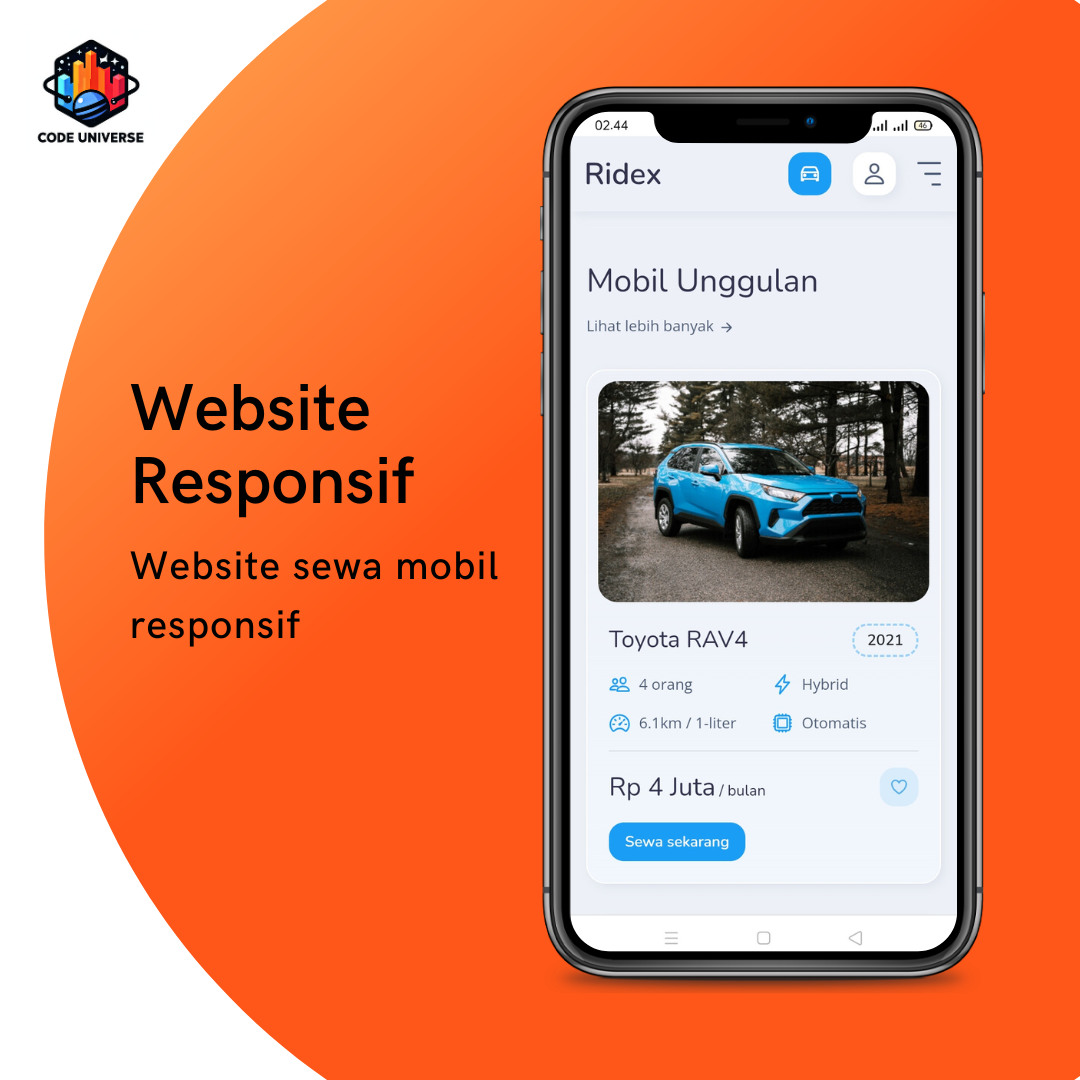 CODE UNIVERSE
Website
Responsif
Website sewa mobil
responsif
02.44
46
Ridex
Mobil Unggulan
Lihat lebih banyak →
Toyota RAV4
2021
4 orang
Hybrid
6.1km / 1-liter
Otomatis
Rp 4 Juta / bulan
Sewa sekarang